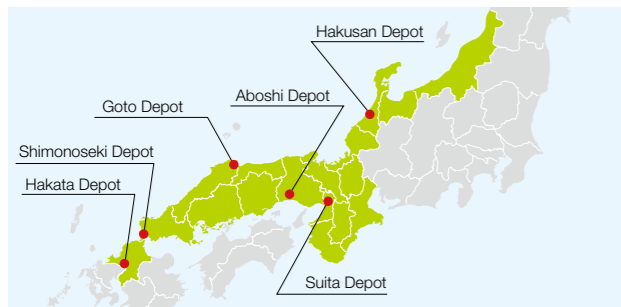 Hakusan Depot
Aboshi Depot
Goto Depot
Shimonoseki Depot
Hakata Depot
Suita Depot